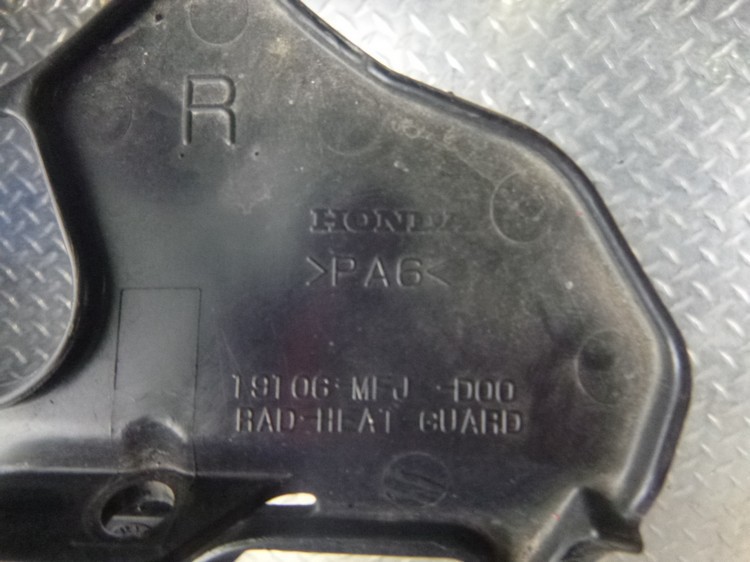 R
HONDA
>PA6<
19106-MFJ -D00
RAD-HEAT GUARD